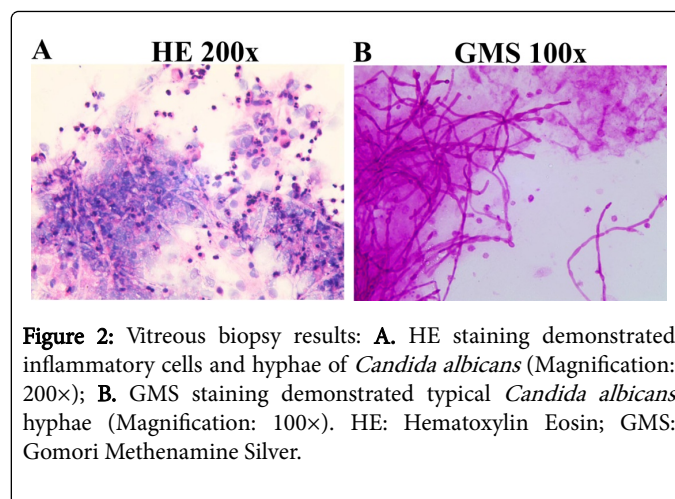 A HE 200x B GMS 100x
Figure 2: Vitreous biopsy results: A. HE staining demonstrated
inflammatory cells and hyphae of Candida albicans (Magnification:
200×); B. GMS staining demonstrated typical Candida albicans
hyphae (Magnification: 100×). HE: Hematoxylin Eosin; GMS:
Gomori Methenamine Silver.